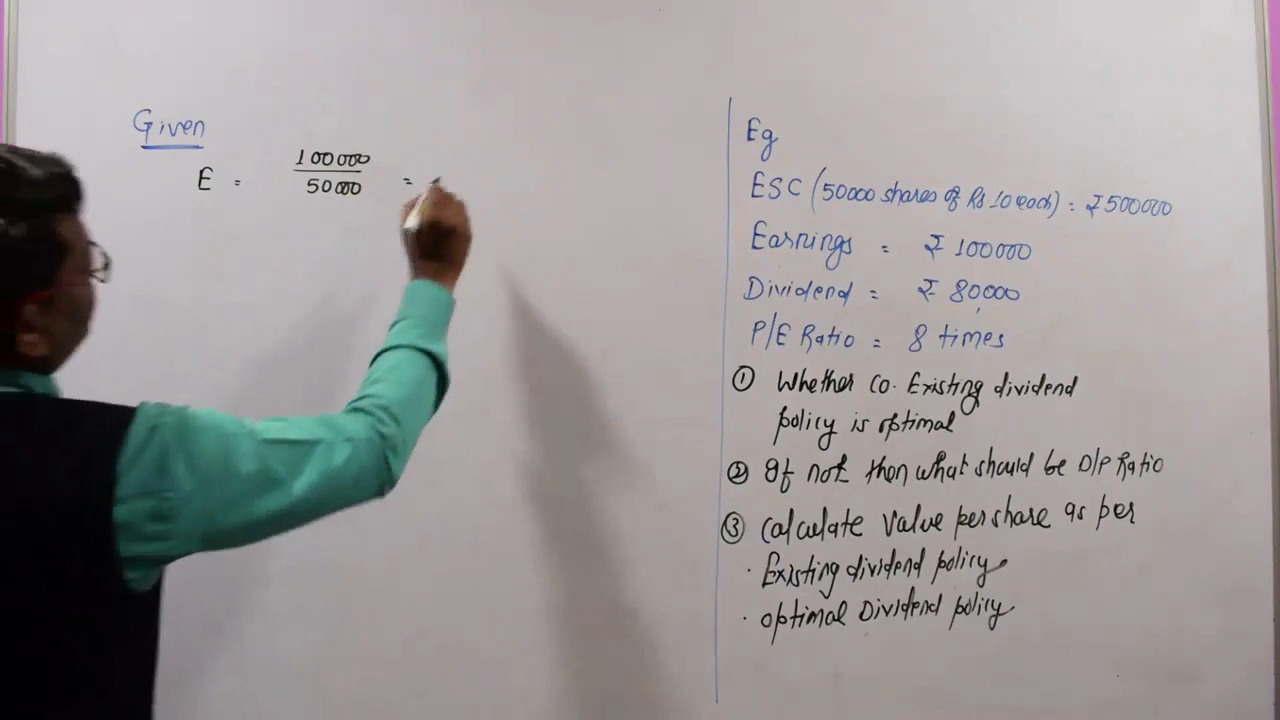 Given
E = 100000
50000 =
Eg
ESC (50000 shares of Rs 10 each) = ₹ 500000
Earnings = ₹ 100000
Dividend = ₹ 80,000
P/E Ratio = 8 times
① Whether Co. Existing dividend
policy is optimal
② If not then what should be D/P Ratio
③ Calculate value per share as per
· Existing dividend policy
· optimal Dividend policy